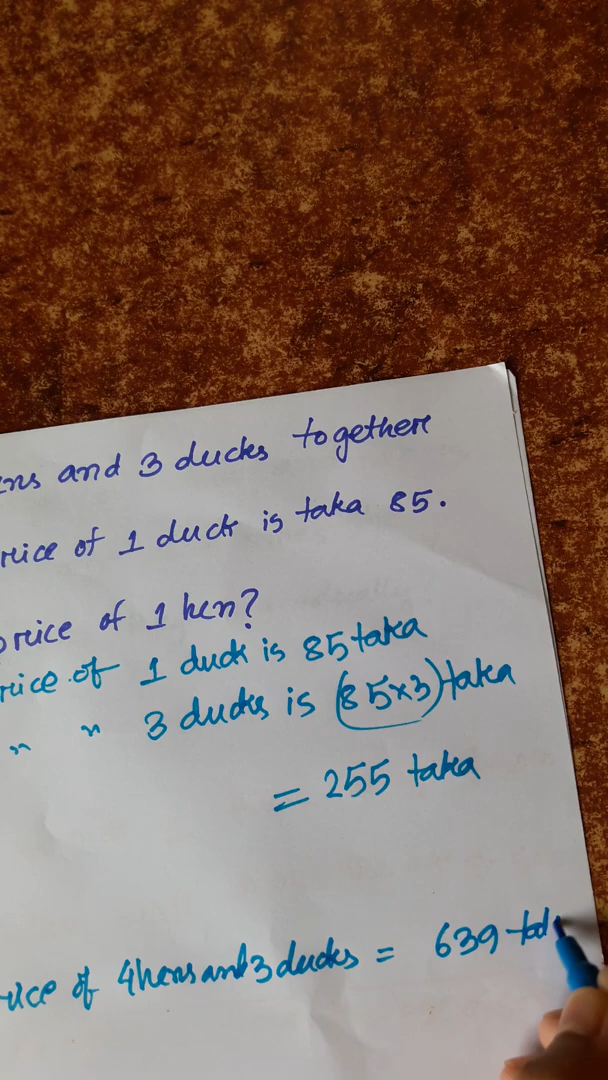 and 3 ducks togethere
of 1 duck is taka 85.
of 1 hen?
of 1 duck is 85 taka
" " 3 ducks is (85×3) taka
= 255 taka
of 4 hens and 3 ducks = 639